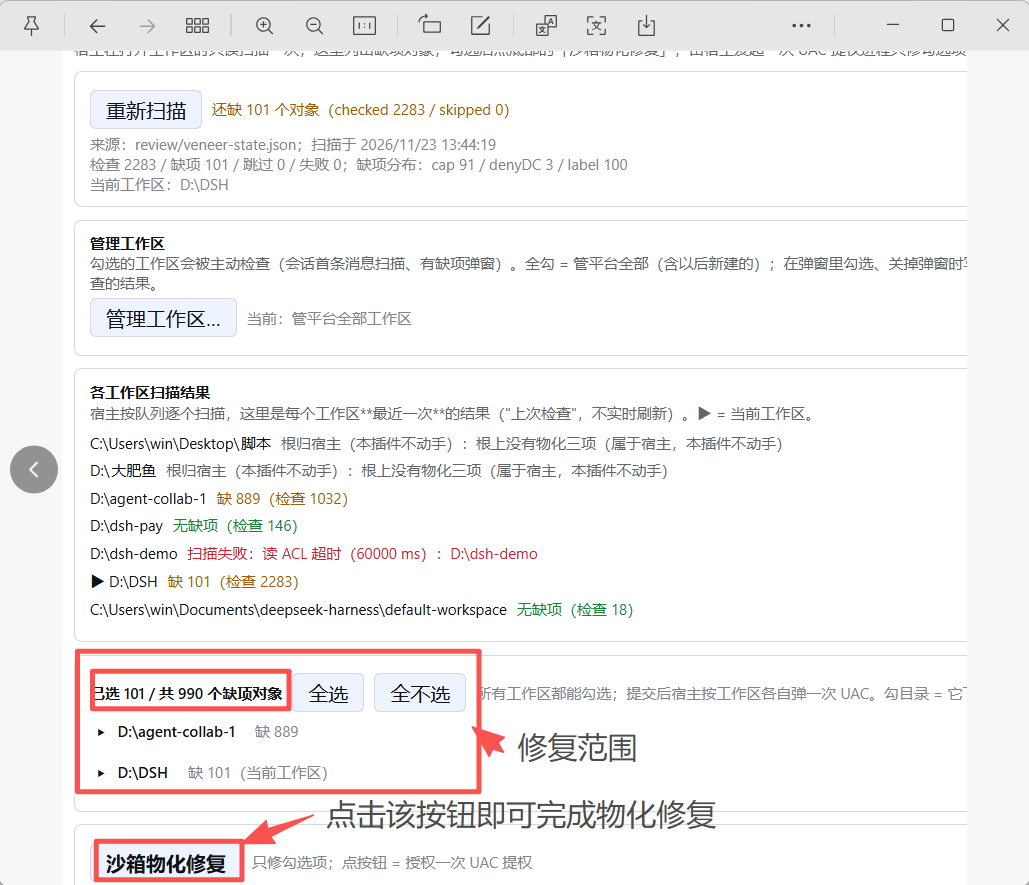 重新扫描 还缺 101 个对象（checked 2283 / skipped 0）
来源：review/veneer-state.json；扫描于 2026/11/23 13:44:19
检查 2283 / 缺项 101 / 跳过 0 / 失败 0；缺项分布：cap 91 / denyDC 3 / label 100
当前工作区：D:\DSH
管理工作区
勾选的工作区会被主动检查（会话首条消息扫描、有缺项弹窗）。全勾 = 管平台全部（含以后新建的）；在弹窗里勾选、关掉弹窗时
查的结果。
管理工作区... 当前：管平台全部工作区
各工作区扫描结果
宿主按队列逐个扫描，这里是每个工作区**最近一次**的结果（"上次检查"，不实时刷新）。▶ = 当前工作区。
C:\Users\win\Desktop\脚本 根归宿主（本插件不动手）：根上没有物化三项（属于宿主，本插件不动手）
D:\大肥鱼 根归宿主（本插件不动手）：根上没有物化三项（属于宿主，本插件不动手）
D:\agent-collab-1 缺 889（检查 1032）
D:\dsh-pay 无缺项（检查 146）
D:\dsh-demo 扫描失败：读 ACL 超时（60000 ms）：D:\dsh-demo
▶ D:\DSH 缺 101（检查 2283）
C:\Users\win\Documents\deepseek-harness\default-workspace 无缺项（检查 18）
已选 101 / 共 990 个缺项对象 全选 全不选 所有工作区都能勾选；提交后宿主按工作区各自弹一次 UAC。勾目录 = 它
▸ D:\agent-collab-1 缺 889
修复范围
▸ D:\DSH 缺 101（当前工作区）
点击该按钮即可完成物化修复
沙箱物化修复 只修勾选项；点按钮 = 授权一次 UAC 提权